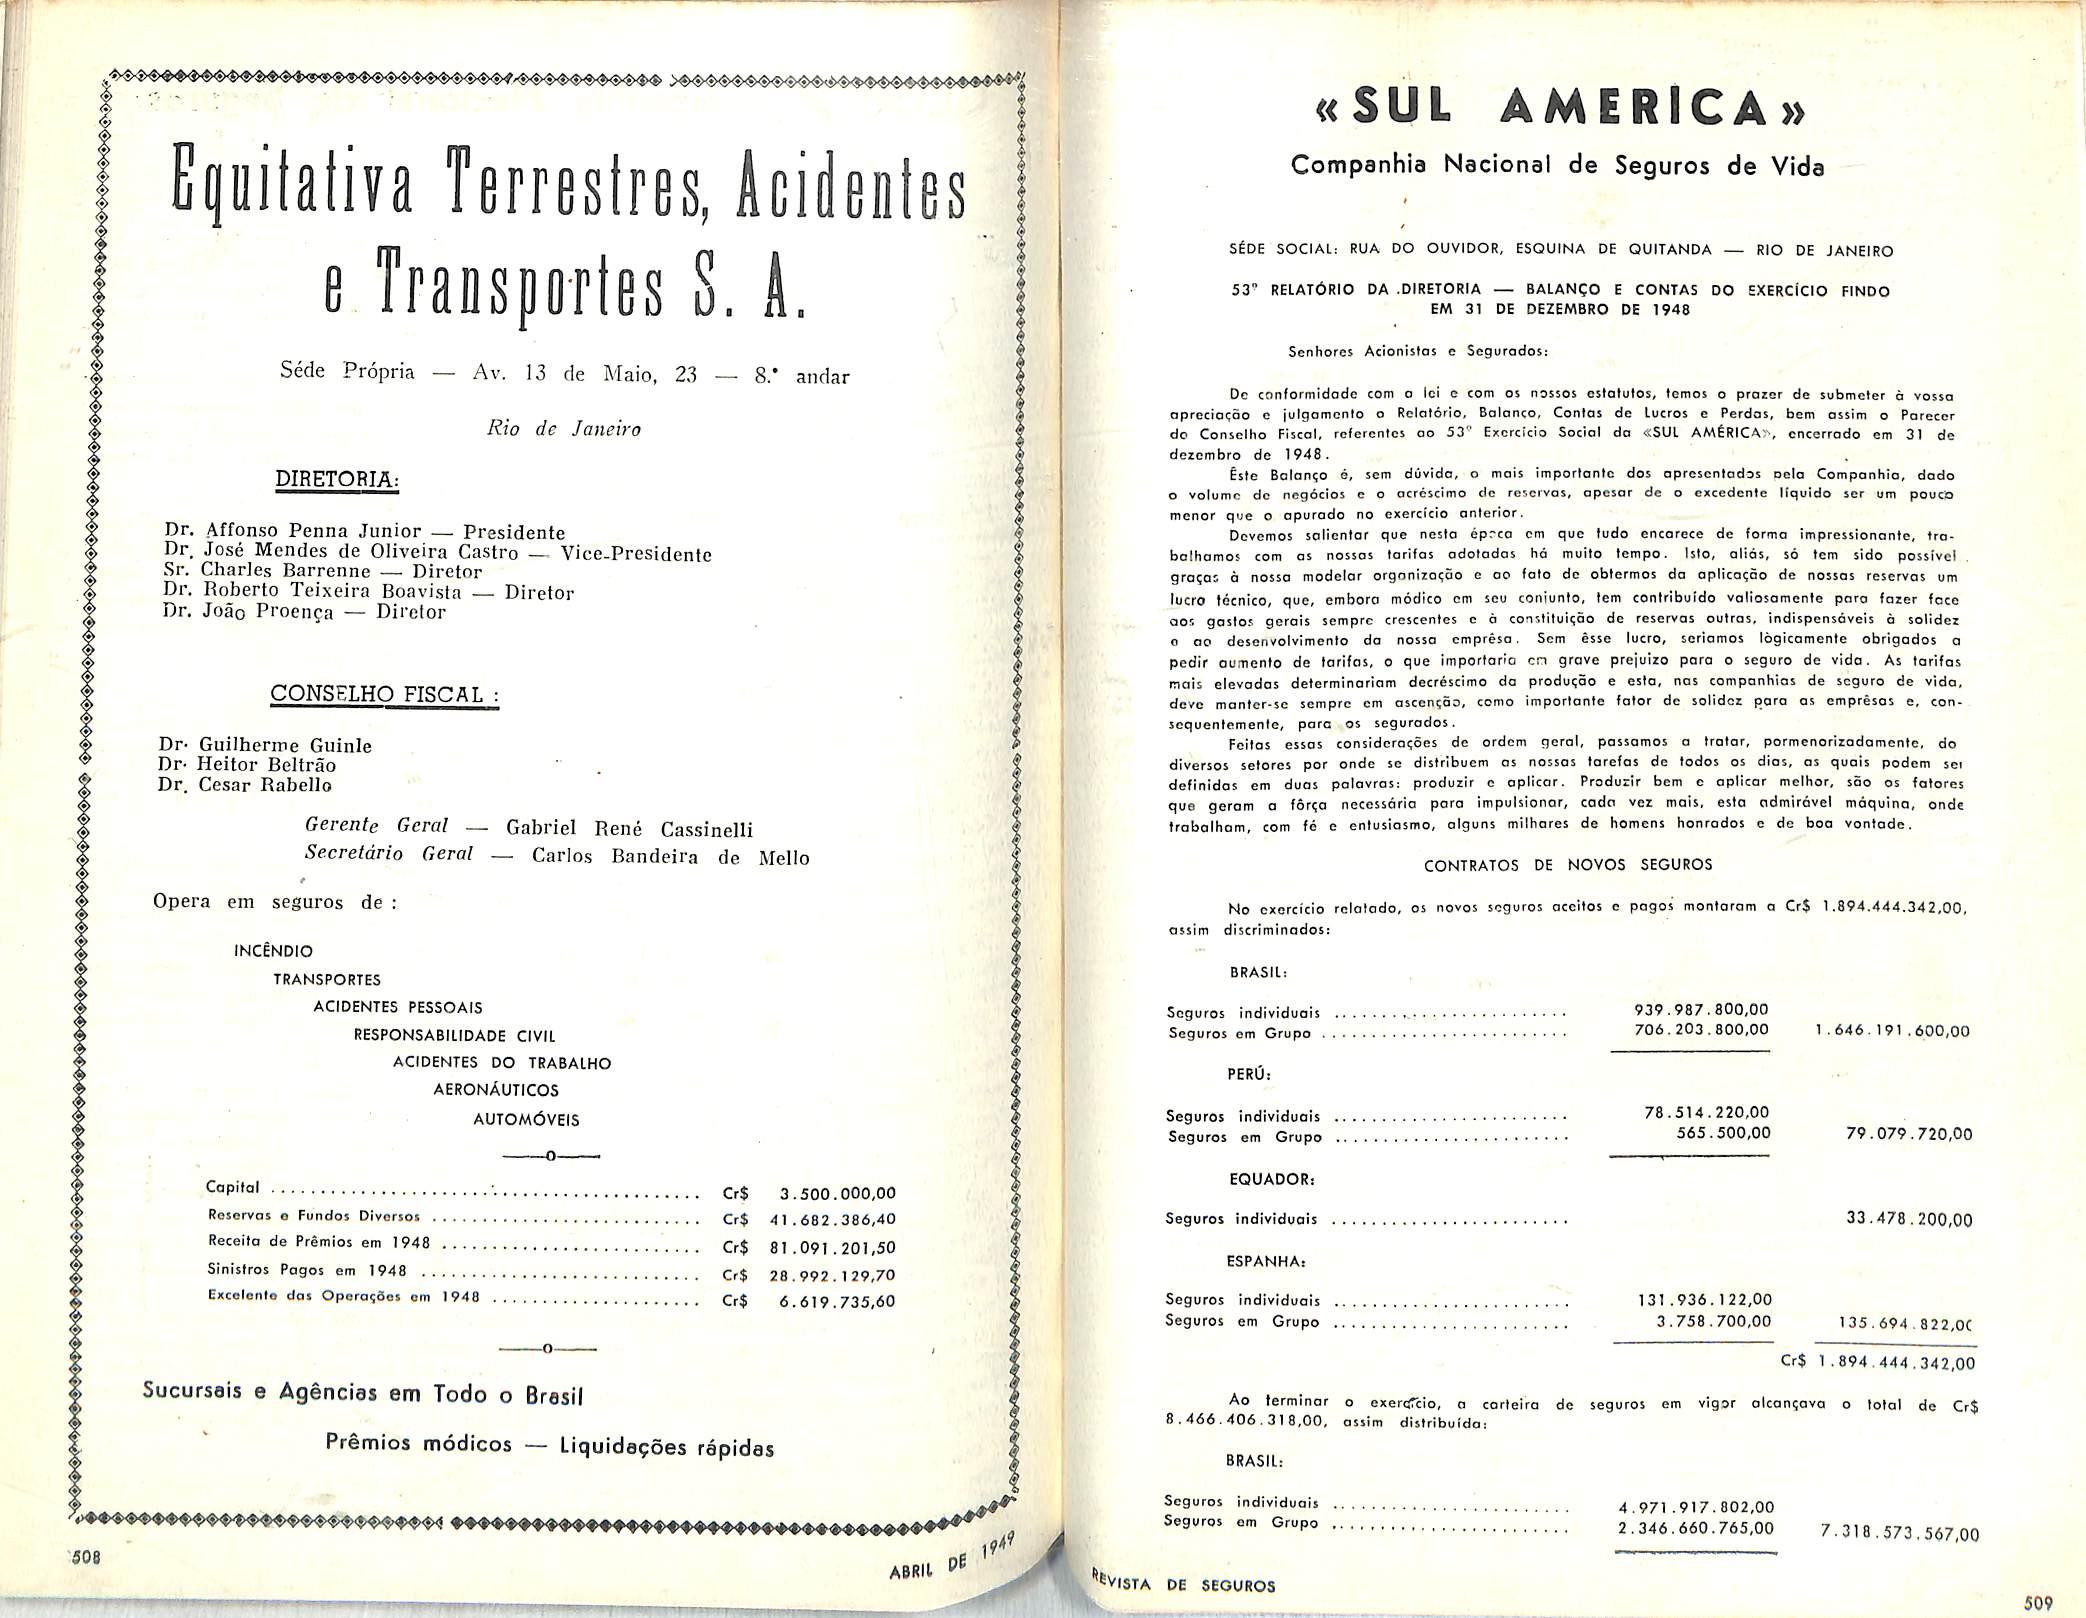 Equitativa Terrestres, Acidentes
e Transportes S. A.
Séde Própria — Av. 13 de Maio, 23 — 8.º andar
Rio de Janeiro
DIRETORIA:
Dr. Affonso Penna Junior — Presidente
Dr. José Mendes de Oliveira Castro — Vice-Presidente
Sr. Charles Barrenne — Diretor
Dr. Roberto Teixeira Boavista — Diretor
Dr. João Proença — Diretor
CONSELHO FISCAL :
Dr. Guilherme Guinle
Dr. Heitor Beltrão
Dr. Cesar Rabello
Gerente Geral — Gabriel René Cassinelli
Secretário Geral — Carlos Bandeira de Mello
Opera em seguros de :
INCÊNDIO
TRANSPORTES
ACIDENTES PESSOAIS
RESPONSABILIDADE CIVIL
ACIDENTES DO TRABALHO
AERONÁUTICOS
AUTOMÓVEIS
——o——
Capital ........................................... Cr$ 3.500.000,00
Reservas e Fundos Diversos ........................... Cr$ 41.682.386,40
Receita de Prêmios em 1948 .......................... Cr$ 81.091.201,50
Sinistros Pagos em 1948 ............................ Cr$ 28.992.129,70
Excelente das Operações em 1948 ..................... Cr$ 6.619.735,60
——o——
Sucursais e Agências em Todo o Brasil
Prêmios módicos — Liquidações rápidas
508
ABRIL DE 1949
«SUL AMERICA»
Companhia Nacional de Seguros de Vida
SÉDE SOCIAL: RUA DO OUVIDOR, ESQUINA DE QUITANDA — RIO DE JANEIRO
53º RELATÓRIO DA DIRETORIA — BALANÇO E CONTAS DO EXERCÍCIO FINDO
EM 31 DE DEZEMBRO DE 1948
Senhores Acionistas e Segurados:
De conformidade com a lei e com os nossos estatutos, temos o prazer de submeter à vossa
apreciação e julgamento o Relatório, Balanço, Contas de Lucros e Perdas, bem assim o Parecer
do Conselho Fiscal, referentes ao 53º Exercício Social da «SUL AMÉRICA», encerrado em 31 de
dezembro de 1948.
Êste Balanço é, sem dúvida, o mais importante dos apresentados pela Companhia, dado
o volume de negócios e o acréscimo de reservas, apesar de o excedente líquido ser um pouco
menor que o apurado no exercício anterior.
Devemos salientar que nesta época em que tudo encarece de forma impressionante, tra-
balhamos com as nossas tarifas adotadas há muito tempo. Isto, aliás, só tem sido possível
graças à nossa modelar organização e ao fato de obtermos da aplicação de nossas reservas um
lucro técnico, que, embora módico em seu conjunto, tem contribuído valiosamente para fazer face
aos gastos gerais sempre crescentes e à constituição de reservas outras, indispensáveis à solidez
e ao desenvolvimento da nossa emprêsa. Sem êsse lucro, seriamos lògicamente obrigados a
pedir aumento de tarifas, o que importaria em grave prejuizo para o seguro de vida. As tarifas
mais elevadas determinariam decréscimo da produção e esta, nas companhias de seguro de vida,
deve manter-se sempre em ascenção, como importante fator de solidez para as emprêsas e, con-
sequentemente, para os segurados.
Feitas essas considerações de ordem geral, passamos a tratar, pormenorizadamente, do
diversos setores por onde se distribuem as nossas tarefas de todos os dias, as quais podem ser
definidas em duas palavras: produzir e aplicar. Produzir bem e aplicar melhor, são os fatores
que geram a fôrça necessária para impulsionar, cada vez mais, esta admirável máquina, onde
trabalham, com fé e entusiasmo, alguns milhares de homens honrados e de boa vontade.
CONTRATOS DE NOVOS SEGUROS
No exercício relatado, os novos seguros aceitos e pagos montaram a Cr$ 1.894.444.342,00,
assim discriminados:
BRASIL:
Seguros individuais ........................ 939.987.800,00
Seguros em Grupo ......................... 706.203.800,00 1.646.191.600,00
PERÚ:
Seguros individuais ........................ 78.514.220,00
Seguros em Grupo ........................ 565.500,00 79.079.720,00
EQUADOR:
Seguros individuais ........................ 33.478.200,00
ESPANHA:
Seguros individuais ........................ 131.936.122,00
Seguros em Grupo ........................ 3.758.700,00 135.694.822,00
Cr$ 1.894.444.342,00
Ao terminar o exercício, a carteira de seguros em vigor alcançava o total de Cr$
8.466.406.318,00, assim distribuída:
BRASIL:
Seguros individuais ........................ 4.971.917.802,00
Seguros em Grupo ........................ 2.346.660.765,00 7.318.573.567,00
REVISTA DE SEGUROS
509